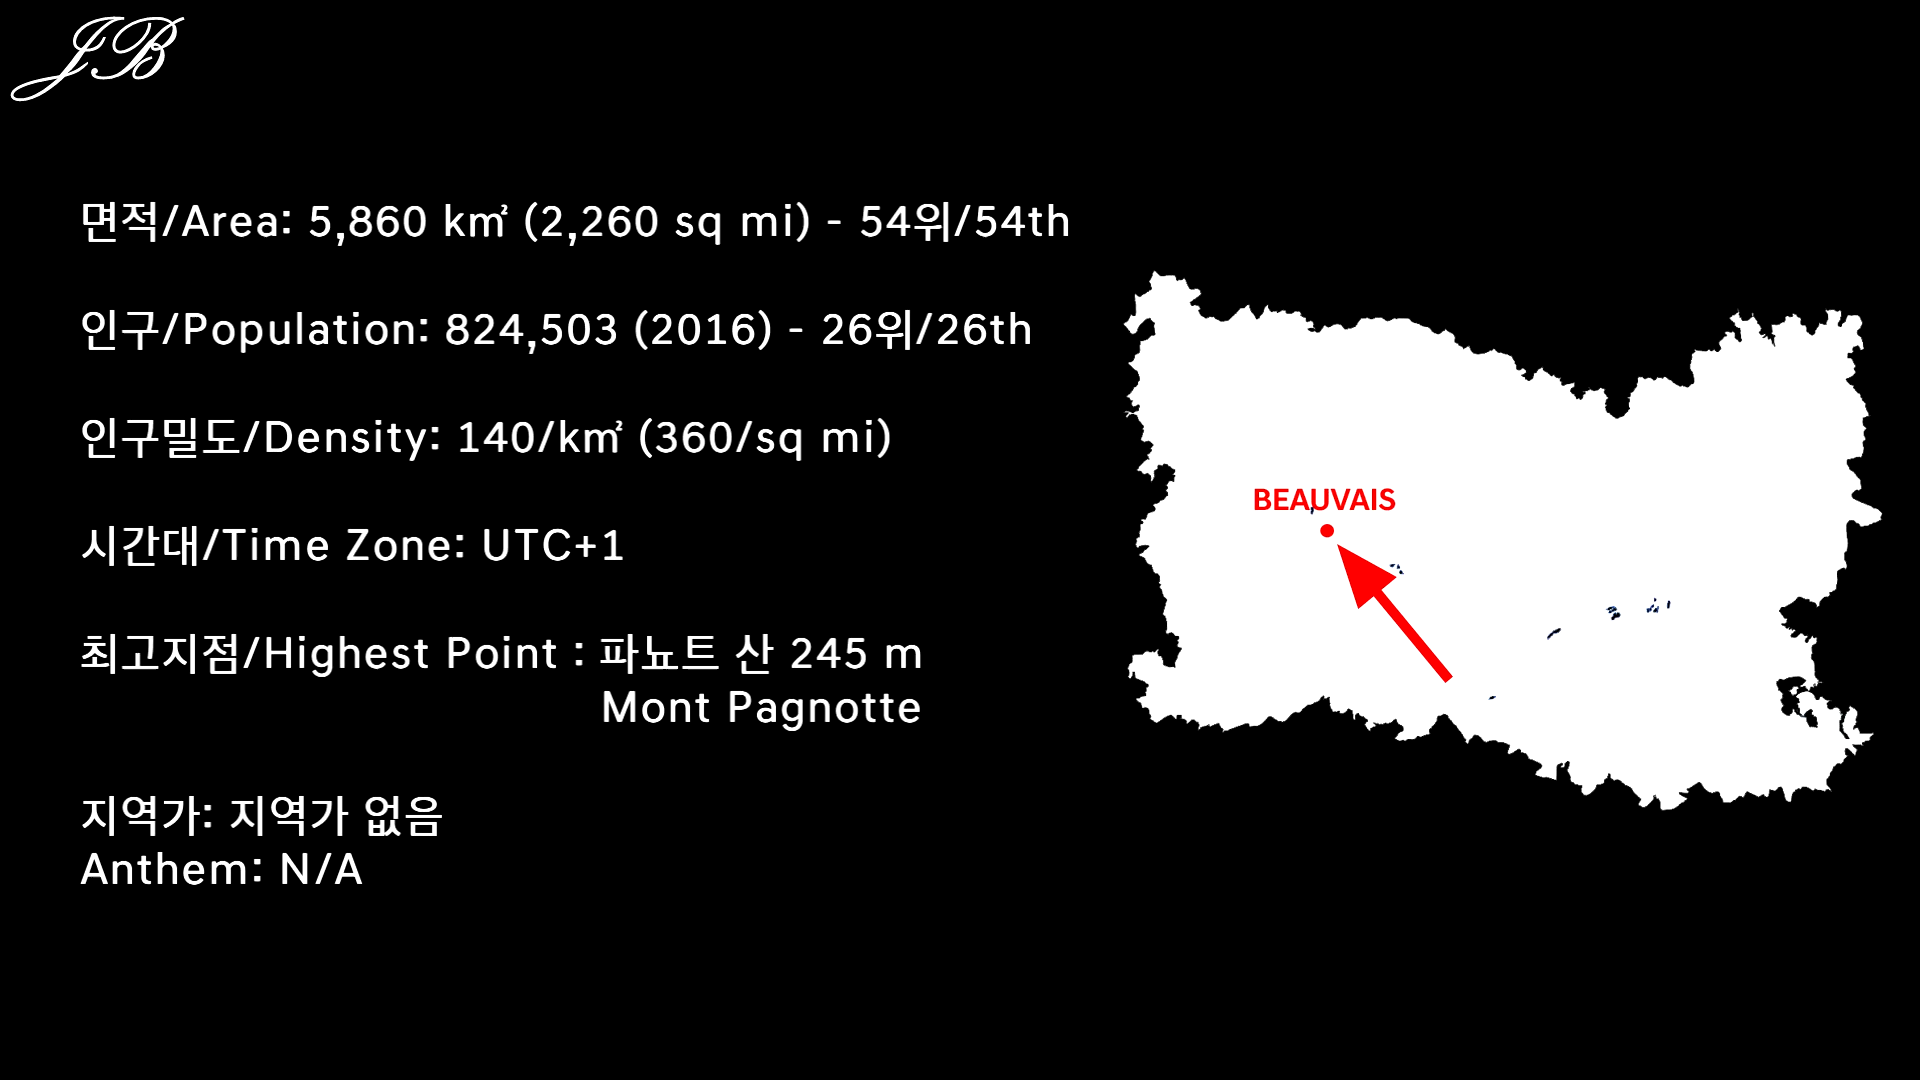 JB
면적/Area: 5,860 ㎢ (2,260 sq mi) - 54위/54th
인구/Population: 824,503 (2016) - 26위/26th
인구밀도/Density: 140/㎢ (360/sq mi)
시간대/Time Zone: UTC+1
최고지점/Highest Point : 파뇨트 산 245 m
Mont Pagnotte
지역가: 지역가 없음
Anthem: N/A
BEAUVAIS